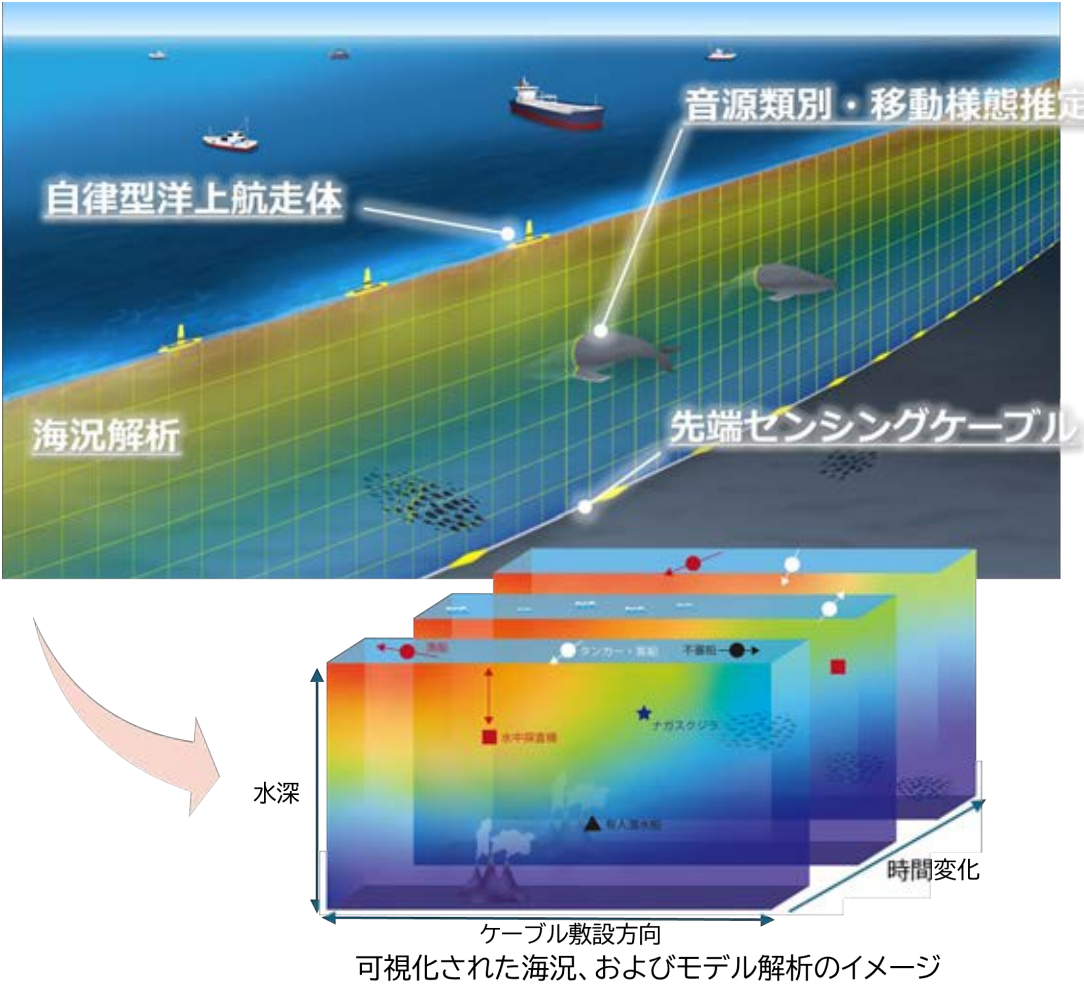 音源類別・移動様態推定
自律型洋上航走体
海況解析
先端センシングケーブル
漁船
タンカー・商船
不審船
ナガスクジラ
水中探査機
有人潜水船
水深
時間変化
ケーブル敷設方向
可視化された海況、およびモデル解析のイメージ